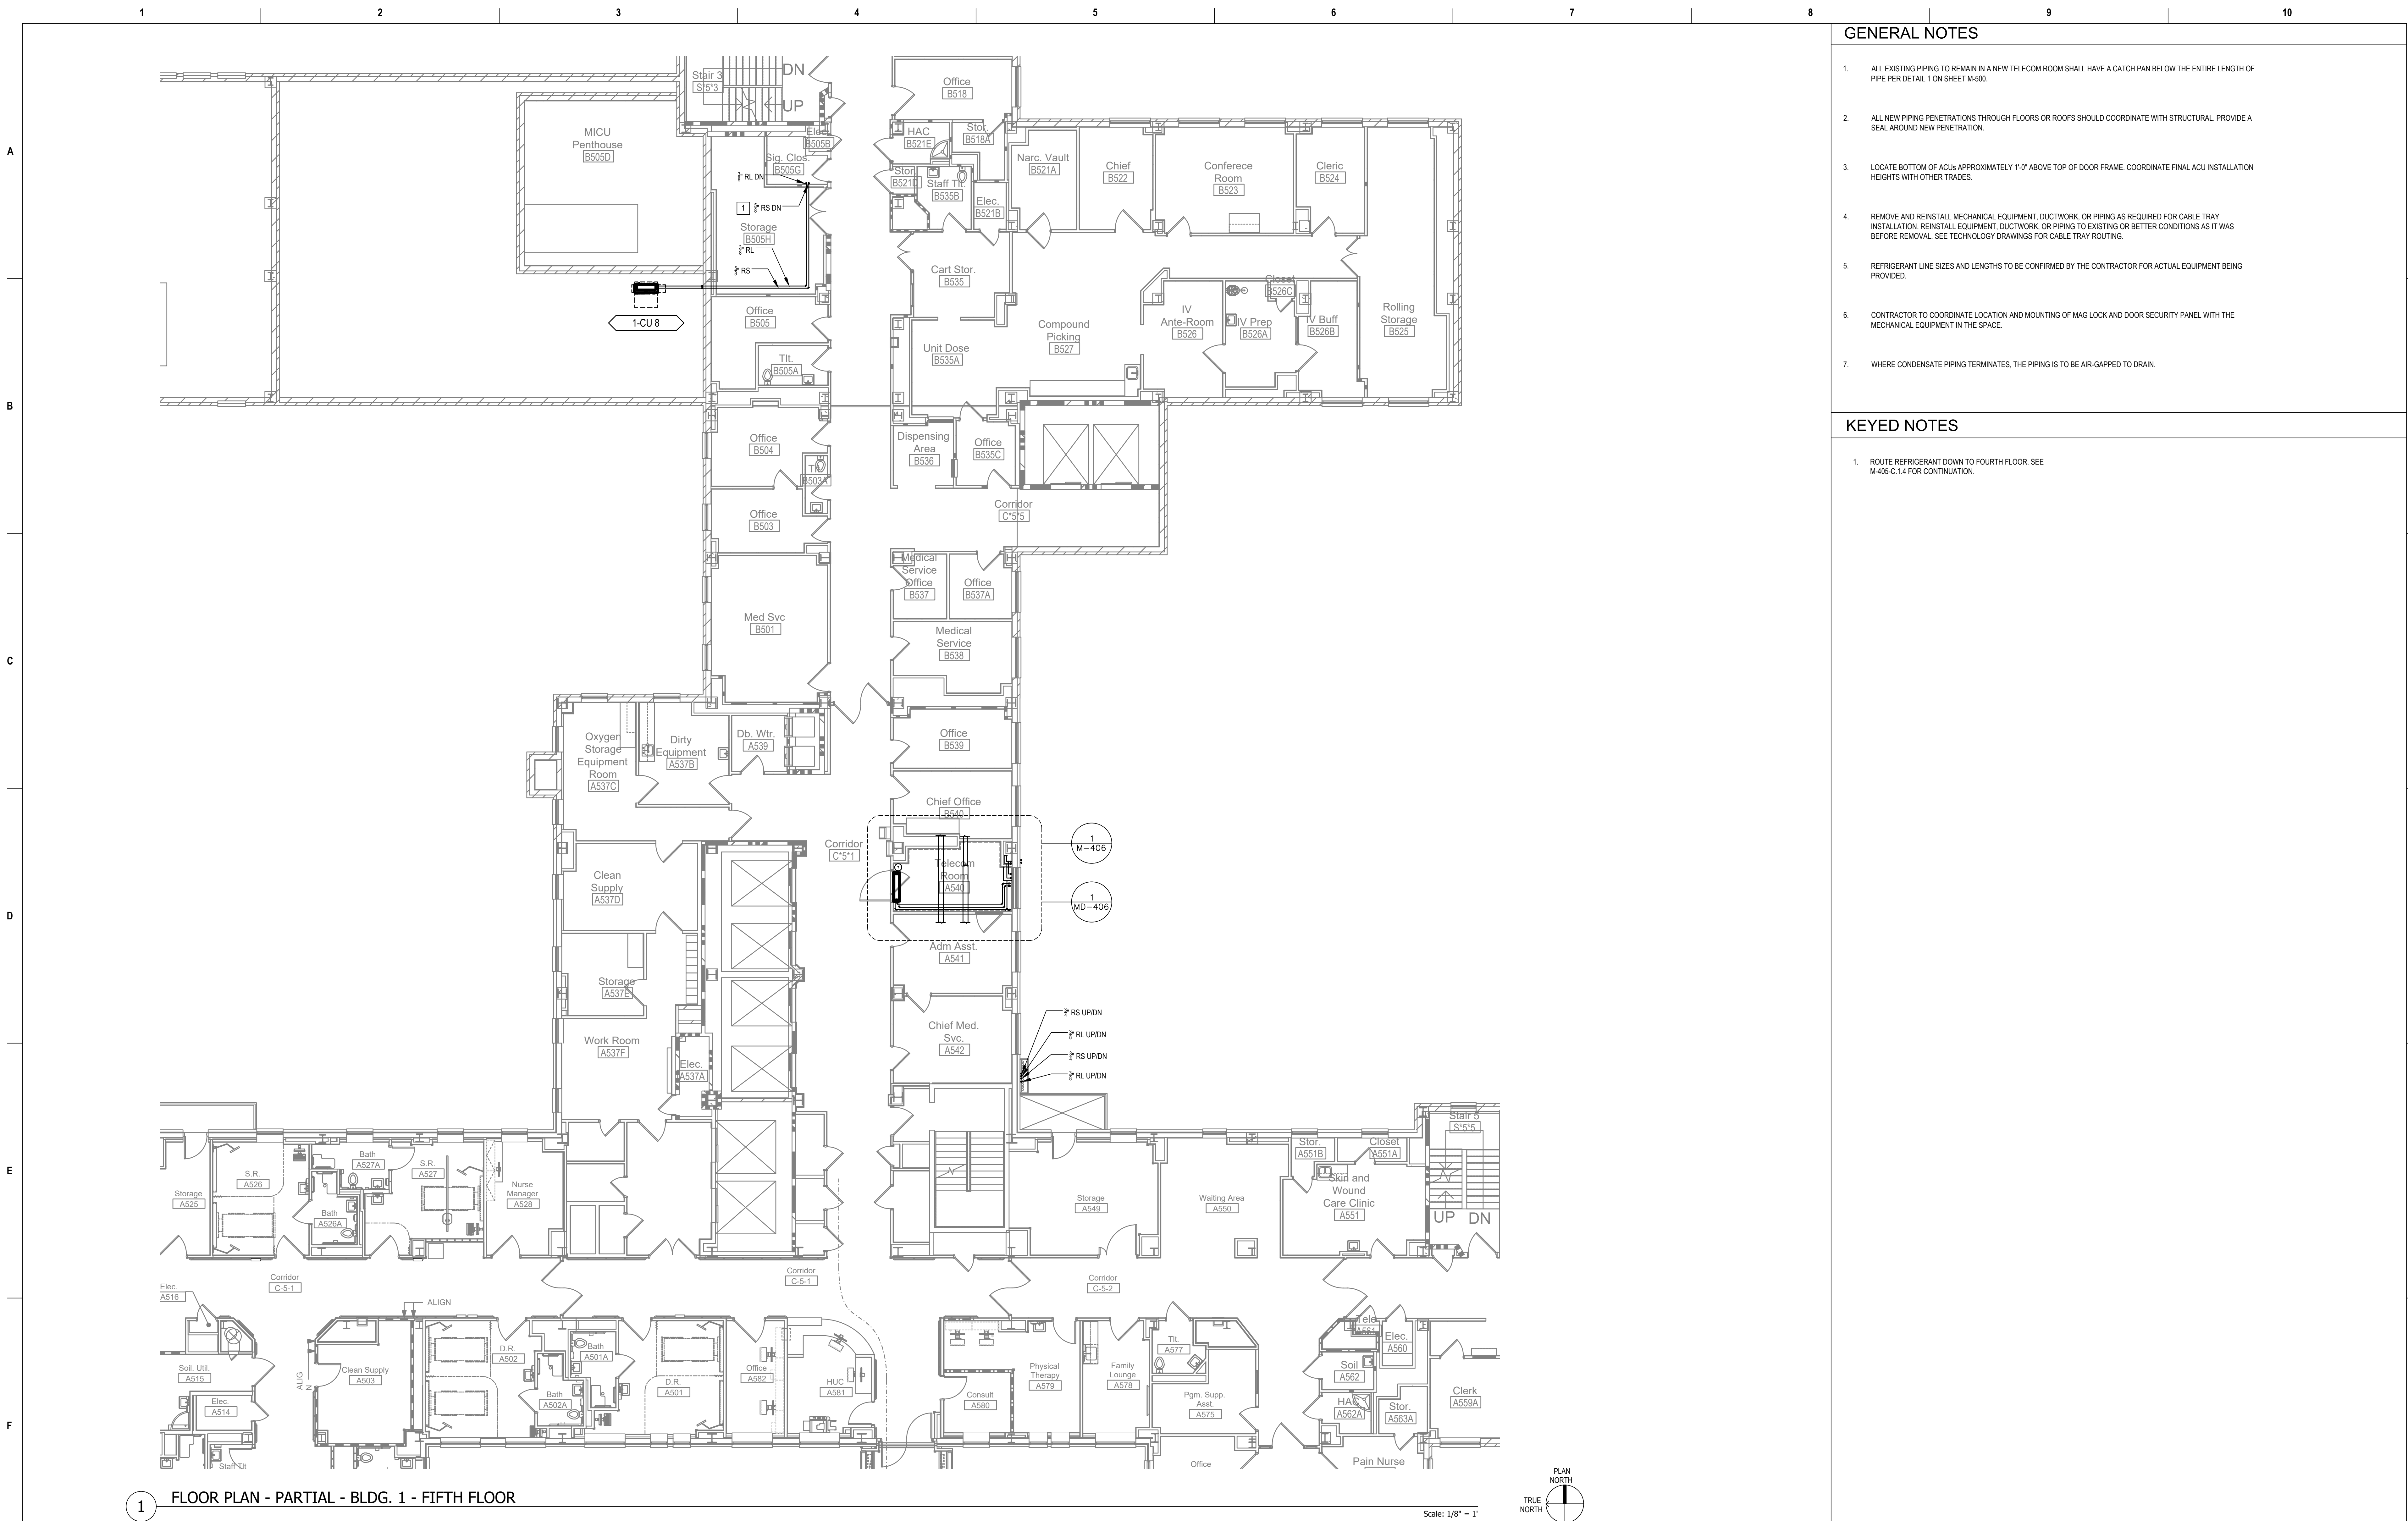 1 2 3 4 5 6 7 8 9 10
A
B
C
D
E
F
GENERAL NOTES
1. ALL EXISTING PIPING TO REMAIN IN A NEW TELECOM ROOM SHALL HAVE A CATCH PAN BELOW THE ENTIRE LENGTH OF
PIPE PER DETAIL 1 ON SHEET M-500.
2. ALL NEW PIPING PENETRATIONS THROUGH FLOORS OR ROOFS SHOULD COORDINATE WITH STRUCTURAL. PROVIDE A
SEAL AROUND NEW PENETRATION.
3. LOCATE BOTTOM OF ACUs APPROXIMATELY 1'-0" ABOVE TOP OF DOOR FRAME. COORDINATE FINAL ACU INSTALLATION
HEIGHTS WITH OTHER TRADES.
4. REMOVE AND REINSTALL MECHANICAL EQUIPMENT, DUCTWORK, OR PIPING AS REQUIRED FOR CABLE TRAY
INSTALLATION. REINSTALL EQUIPMENT, DUCTWORK, OR PIPING TO EXISTING OR BETTER CONDITIONS AS IT WAS
BEFORE REMOVAL. SEE TECHNOLOGY DRAWINGS FOR CABLE TRAY ROUTING.
5. REFRIGERANT LINE SIZES AND LENGTHS TO BE CONFIRMED BY THE CONTRACTOR FOR ACTUAL EQUIPMENT BEING
PROVIDED.
6. CONTRACTOR TO COORDINATE LOCATION AND MOUNTING OF MAG LOCK AND DOOR SECURITY PANEL WITH THE
MECHANICAL EQUIPMENT IN THE SPACE.
7. WHERE CONDENSATE PIPING TERMINATES, THE PIPING IS TO BE AIR-GAPPED TO DRAIN.
KEYED NOTES
1. ROUTE REFRIGERANT DOWN TO FOURTH FLOOR. SEE
M-405-C.1.4 FOR CONTINUATION.
Stair 3
S*5*3
DN
UP
MICU
Penthouse
B505D
Elec.
B505B
Sig. Clos.
B505G
RL DN
1
RS DN
Storage
B505H
RL
RS
1-CU 8
Office
B505
Tlt.
B505A
Office
B504
B503A
Office
B503
Med Svc
B501
Office
B518
HAC
B521E
Stor.
B518A
Stor.
Staff Tlt.
B535B
Elec.
B521B
Narc. Vault
B521A
Chief
B522
Conferece
Room
B523
Cleric
B524
Cart Stor.
B535
Unit Dose
B535A
Compound
Picking
B527
IV
Ante-Room
B526
IV Prep
B526A
Closet
B526C
IV Buff
B526B
Rolling
Storage
B525
Dispensing
Area
B536
Office
B535C
Corridor
C*5*5
Medical
Service
Office
B537
Office
B537A
Medical
Service
B538
Office
B539
Chief Office
B540
Oxygen
Storage
Equipment
Room
A537C
Dirty
Equipment
A537B
Db. Wtr.
A539
Corridor
C*5*1
Telecom
Room
A540
1
M-406
1
MD-406
Clean
Supply
A537D
Storage
A537E
Work Room
A537F
Elec.
A537A
Adm Asst.
A541
Chief Med.
Svc.
A542
RS UP/DN
RL UP/DN
RS UP/DN
RL UP/DN
Storage
A525
S.R.
A526
Bath
A526A
Bath
A527A
S.R.
A527
Nurse
Manager
A528
Storage
A549
Waiting Area
A550
Stor.
A551B
Closet
A551A
Skin and
Wound
Care Clinic
A551
Stair 5
S*5*5
UP DN
Elec.
A516
Corridor
C-5-1
Corridor
C-5-1
Corridor
C-5-2
ALIGN
ALIG
N
Soil. Util.
A515
Elec.
A514
Staff Tlt
Clean Supply
A503
D.R.
A502
Bath
A502A
Bath
A501A
D.R.
A501
Office
A582
HUC
A581
Consult
A580
Physical
Therapy
A579
Family
Lounge
A578
Tlt.
A577
Pgm. Supp.
Asst.
A575
Office
Tele
A561
Elec.
A560
Soil
A562
HAC
A562A
Stor.
A563A
Clerk
A559A
Pain Nurse
1
FLOOR PLAN - PARTIAL - BLDG. 1 - FIFTH FLOOR
Scale: 1/8" = 1'
PLAN
NORTH
TRUE
NORTH